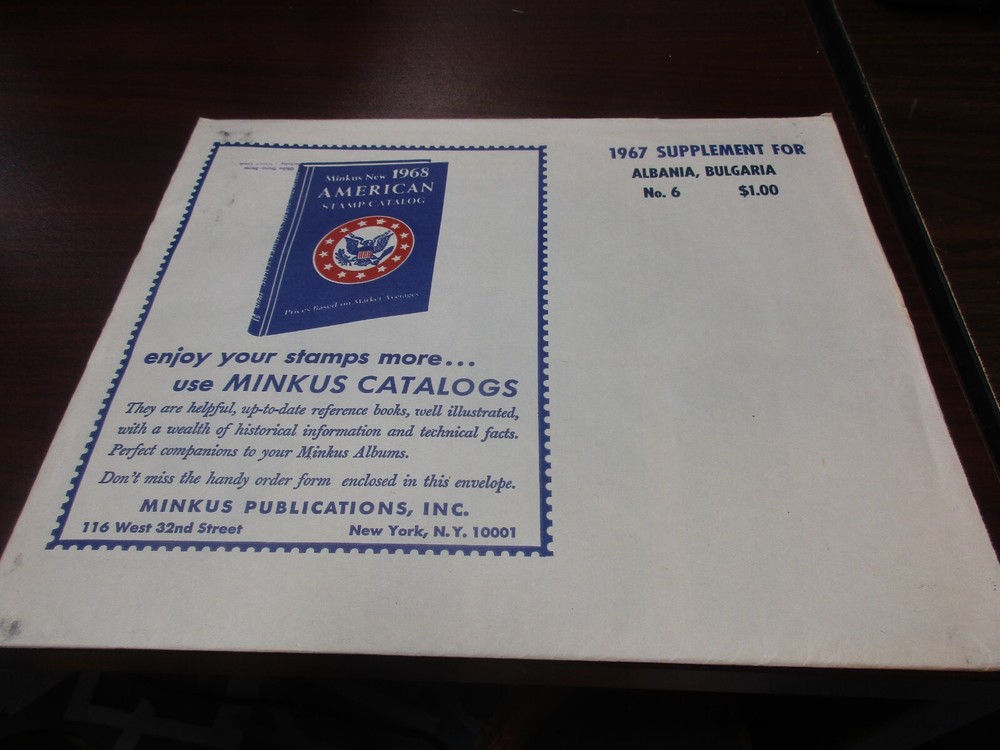 1967 SUPPLEMENT FOR
ALBANIA, BULGARIA
No. 6 $1.00
Minkus New 1968
AMERICAN
STAMP CATALOG
Prices Based on Market Averages
enjoy your stamps more...
use MINKUS CATALOGS
They are helpful, up-to-date reference books, well illustrated,
with a wealth of historical information and technical facts.
Perfect companions to your Minkus Albums.
Don't miss the handy order form enclosed in this envelope.
MINKUS PUBLICATIONS, INC.
116 West 32nd Street New York, N.Y. 10001